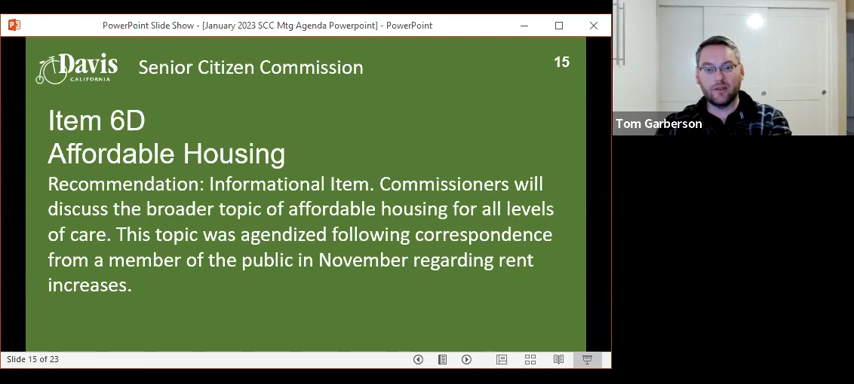 PowerPoint Slide Show - [January 2023 SCC Mtg Agenda Powerpoint] - PowerPoint
Davis
CALIFORNIA
Senior Citizen Commission
15
Item 6D
Affordable Housing
Recommendation: Informational Item. Commissioners will
discuss the broader topic of affordable housing for all levels
of care. This topic was agendized following correspondence
from a member of the public in November regarding rent
increases.
Slide 15 of 23
Tom Garberson